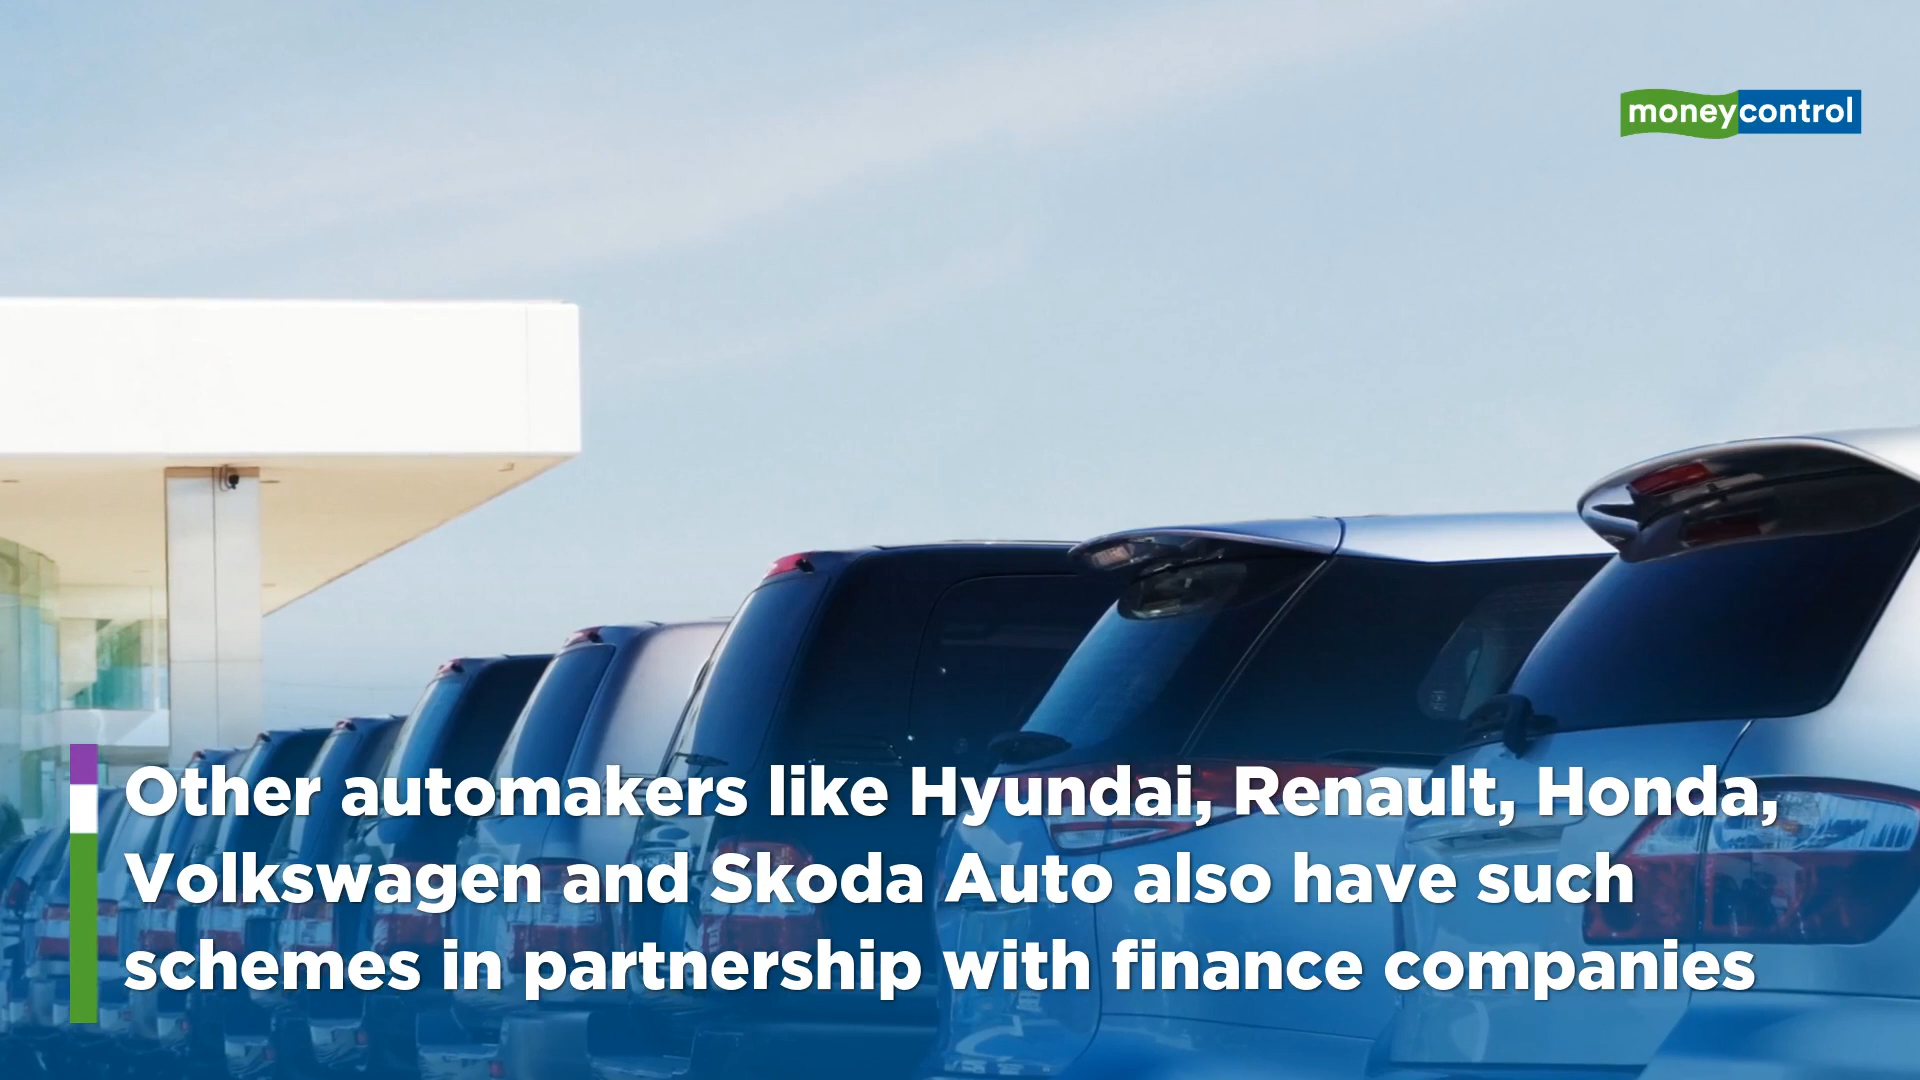 moneycontrol
Other automakers like Hyundai, Renault, Honda,
Volkswagen and Skoda Auto also have such
schemes in partnership with finance companies